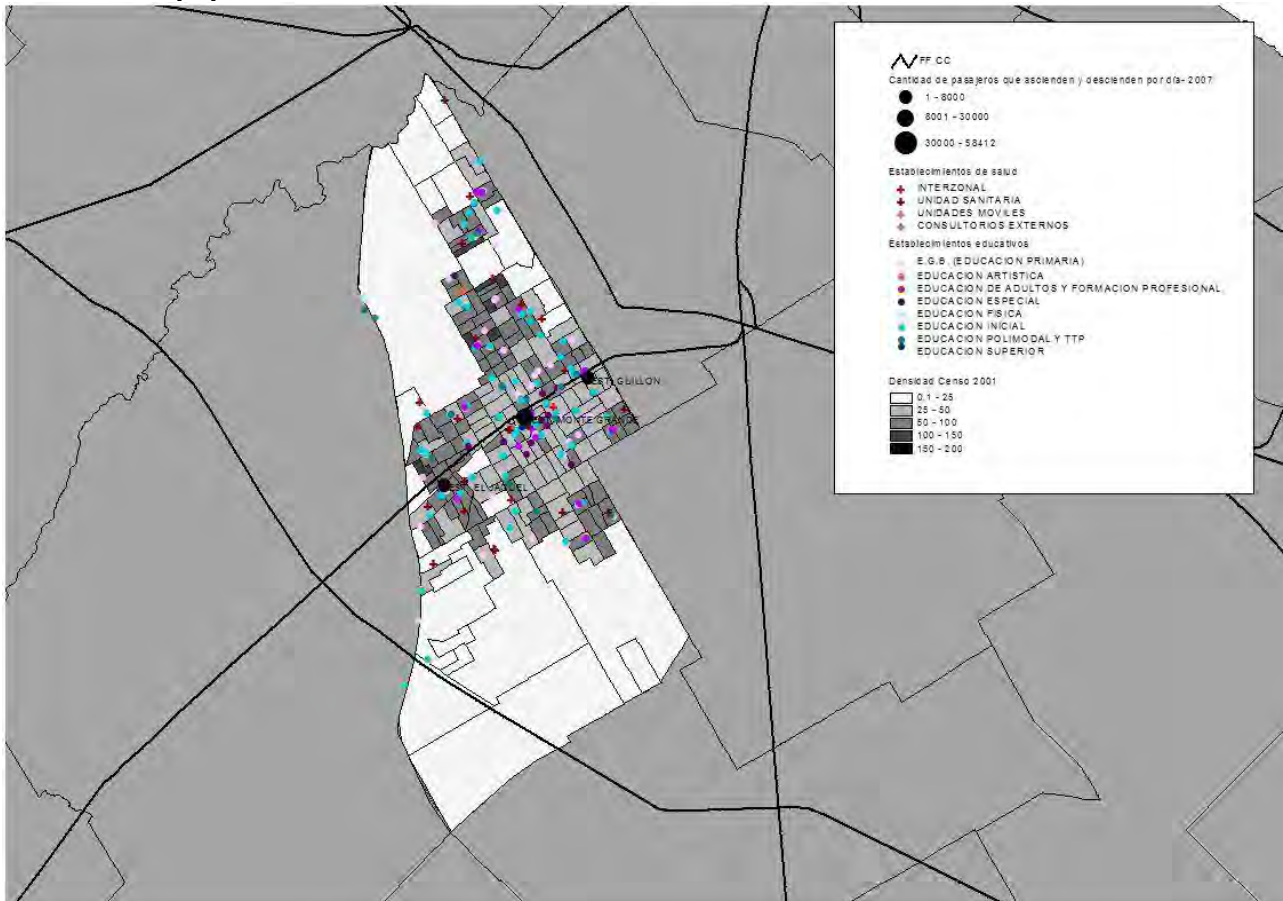 FF CC
Cantidad de pasajeros que ascienden y descienden por día- 2007
1 - 8000
8001 - 30000
30000 - 58412
Establecimientos de salud
INTERZONAL
UNIDAD SANITARIA
UNIDADES MOVILES
CONSULTORIOS EXTERNOS
Establecimientos educativos
E.G.B. (EDUCACION PRIMARIA)
EDUCACION ARTISTICA
EDUCACION DE ADULTOS Y FORMACION PROFESIONAL
EDUCACION ESPECIAL
EDUCACION FISICA
EDUCACION INICIAL
EDUCACION POLIMODAL Y TTP
EDUCACION SUPERIOR
Densidad Censo 2001
0,1 - 25
25 - 50
50 - 100
100 - 150
150 - 200
GUILLON
MONTE GRANDE
EL JAGUEL